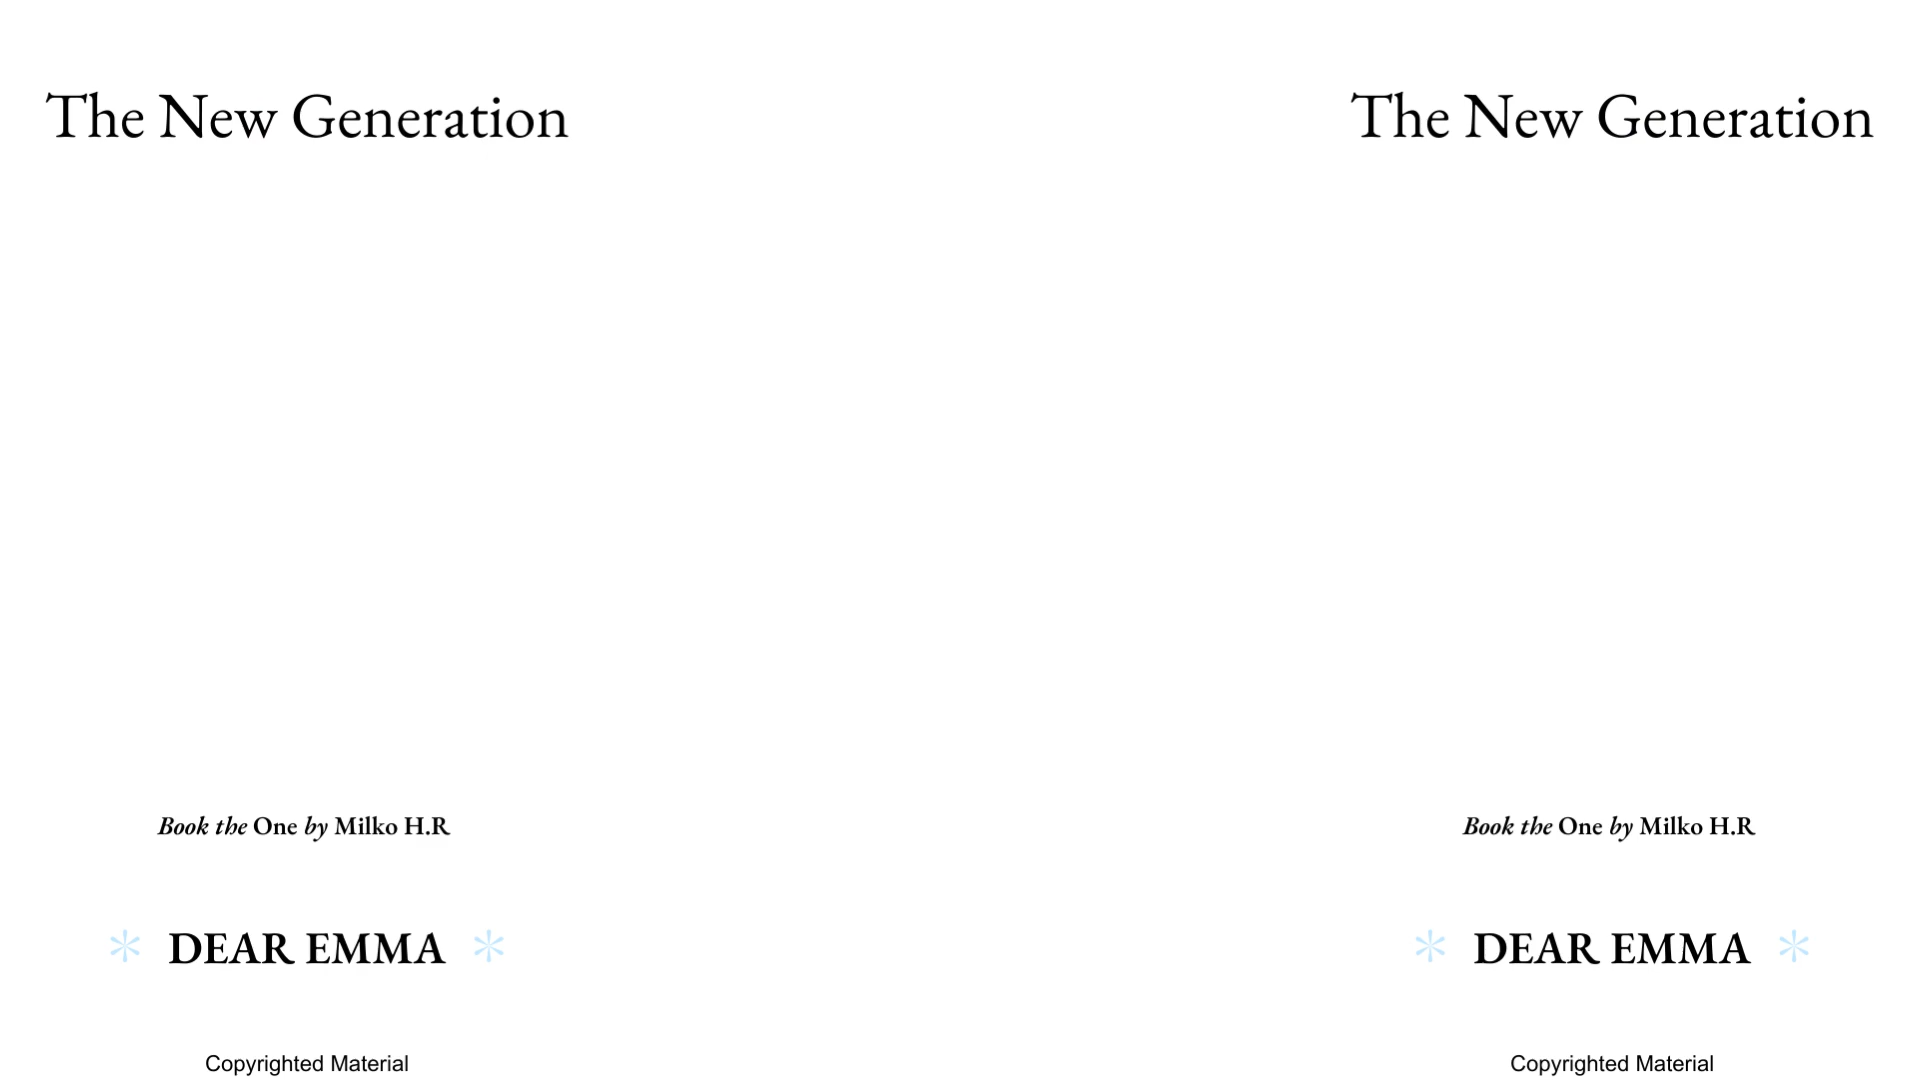 The New Generation
Book the One by Milko H.R
* DEAR EMMA *
Copyrighted Material
The New Generation
Book the One by Milko H.R
* DEAR EMMA *
Copyrighted Material